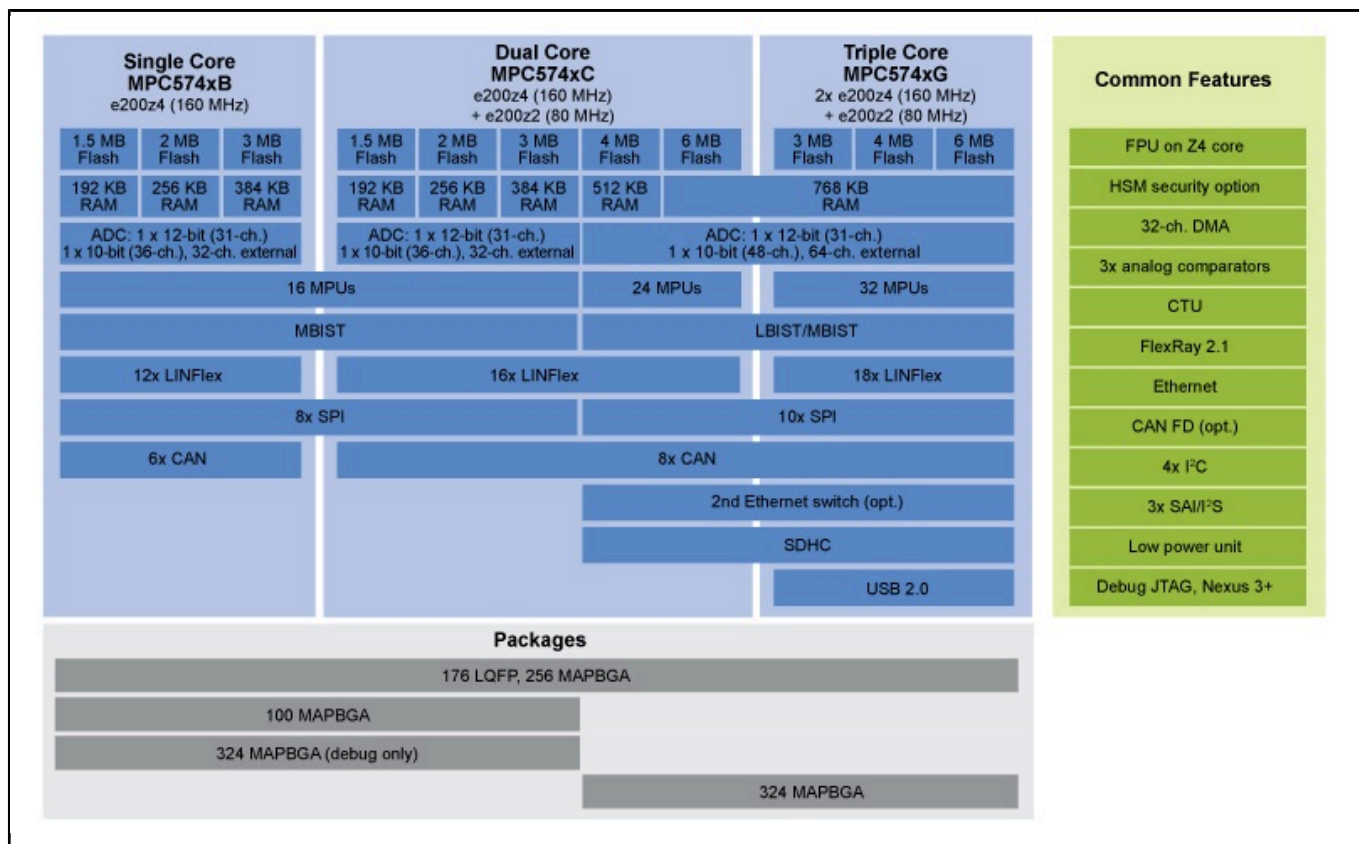 Single Core
MPC574xB
e200z4 (160 MHz)
Dual Core
MPC574xC
e200z4 (160 MHz)
+ e200z2 (80 MHz)
Triple Core
MPC574xG
2x e200z4 (160 MHz)
+ e200z2 (80 MHz)
1.5 MB
Flash
2 MB
Flash
3 MB
Flash
1.5 MB
Flash
2 MB
Flash
3 MB
Flash
4 MB
Flash
6 MB
Flash
3 MB
Flash
4 MB
Flash
6 MB
Flash
192 KB
RAM
256 KB
RAM
384 KB
RAM
192 KB
RAM
256 KB
RAM
384 KB
RAM
512 KB
RAM
768 KB
RAM
ADC: 1 x 12-bit (31-ch.)
1 x 10-bit (36-ch.), 32-ch. external
ADC: 1 x 12-bit (31-ch.)
1 x 10-bit (36-ch.), 32-ch. external
ADC: 1 x 12-bit (31-ch.)
1 x 10-bit (48-ch.), 64-ch. external
16 MPUs
24 MPUs
32 MPUs
MBIST
LBIST/MBIST
12x LINFlex
16x LINFlex
18x LINFlex
8x SPI
10x SPI
6x CAN
8x CAN
2nd Ethernet switch (opt.)
SDHC
USB 2.0
Common Features
FPU on Z4 core
HSM security option
32-ch. DMA
3x analog comparators
CTU
FlexRay 2.1
Ethernet
CAN FD (opt.)
4x I²C
3x SAI/I²S
Low power unit
Debug JTAG, Nexus 3+
Packages
176 LQFP, 256 MAPBGA
100 MAPBGA
324 MAPBGA (debug only)
324 MAPBGA